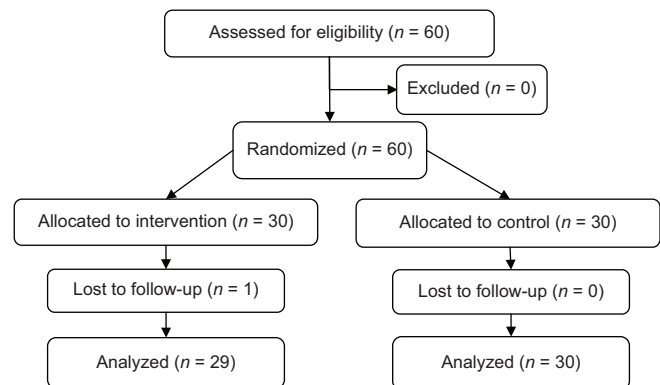 Assessed for eligibility (n = 60)
Excluded (n = 0)
Randomized (n = 60)
Allocated to intervention (n = 30)
Allocated to control (n = 30)
Lost to follow-up (n = 1)
Lost to follow-up (n = 0)
Analyzed (n = 29)
Analyzed (n = 30)